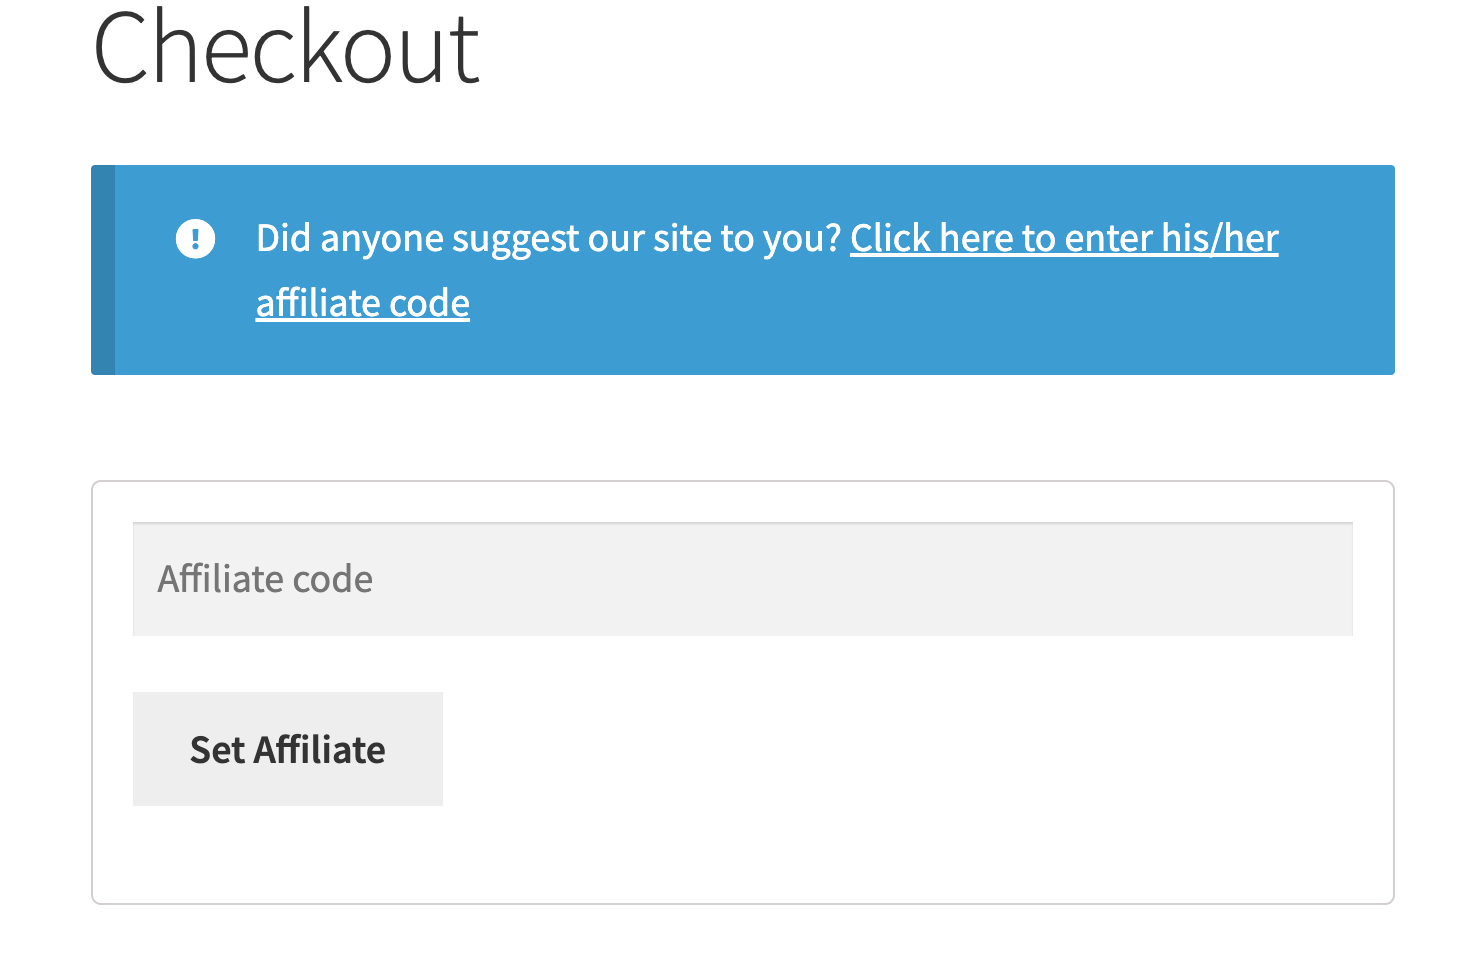 Checkout
Did anyone suggest our site to you? Click here to enter his/her
affiliate code
Affiliate code
Set Affiliate